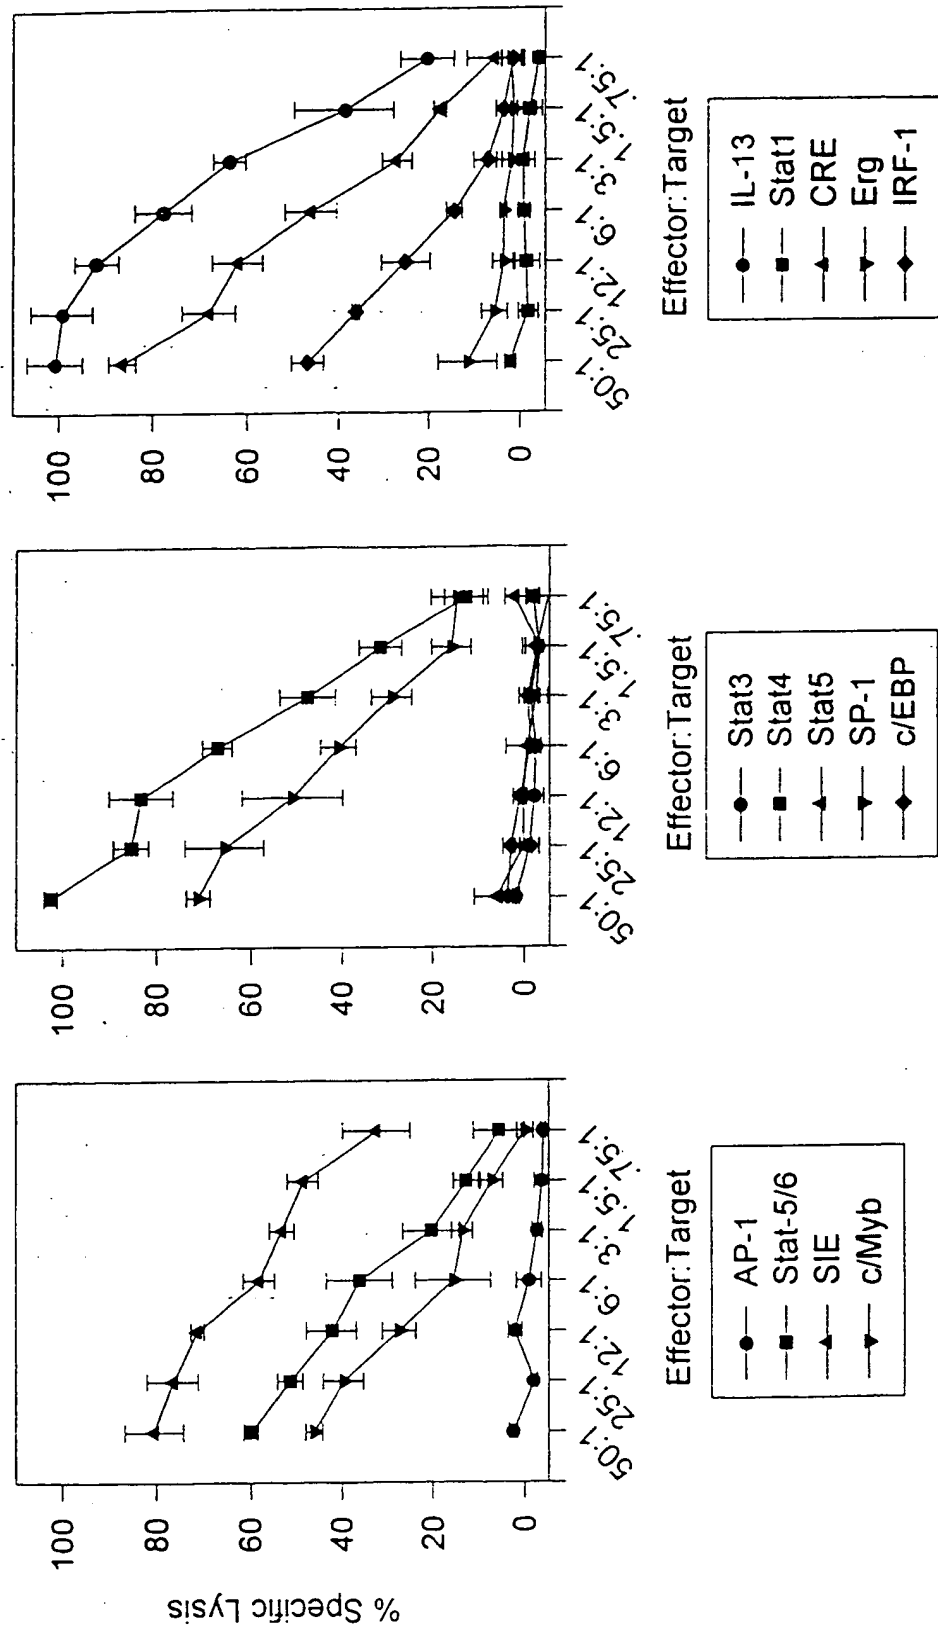 % Specific Lysis
100
80
60
40
20
0
50:1
25:1
12:1
6:1
3:1
1.5:1
.75:1
Effector:Target
AP-1
Stat-5/6
SIE
c/Myb
100
80
60
40
20
0
50:1
25:1
12:1
6:1
3:1
1.5:1
.75:1
Effector:Target
Stat3
Stat4
Stat5
SP-1
c/EBP
100
80
60
40
20
0
50:1
25:1
12:1
6:1
3:1
1.5:1
.75:1
Effector:Target
IL-13
Stat1
CRE
Erg
IRF-1